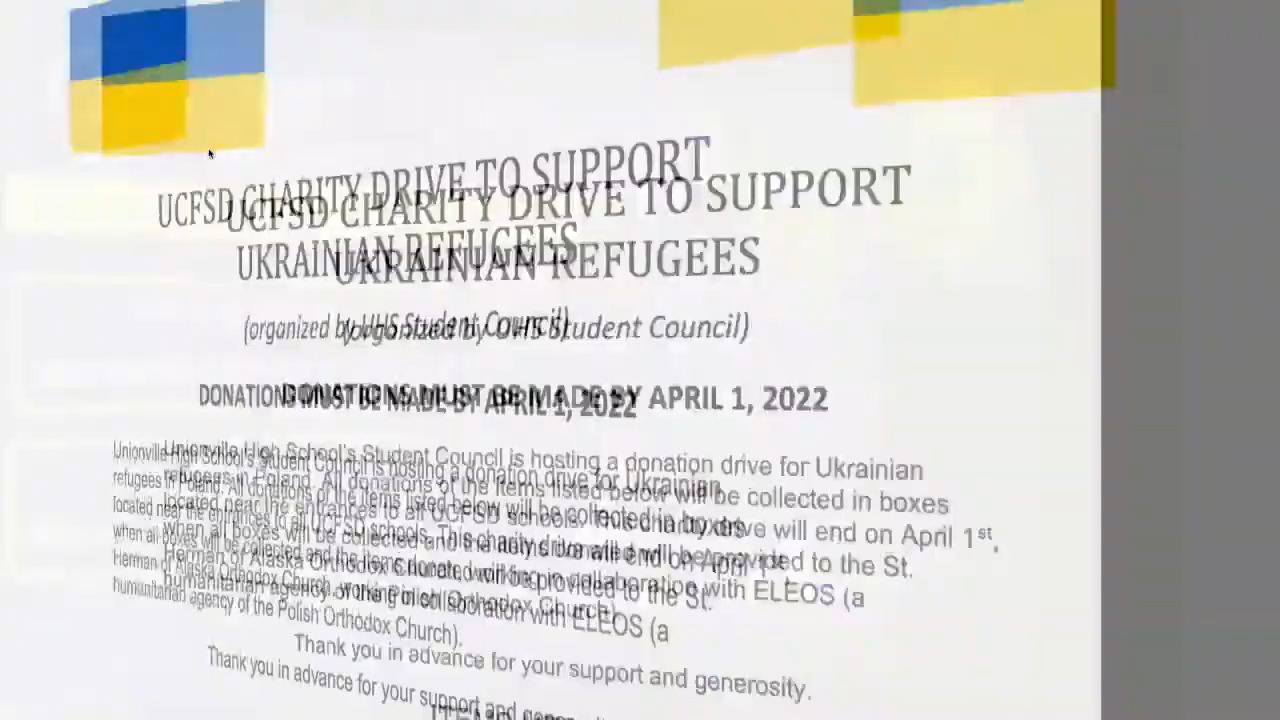 UCFSD CHARITY DRIVE TO SUPPORT
UKRAINIAN REFUGEES
(organized by UHS Student Council)
DONATIONS MUST BE MADE BY APRIL 1, 2022
Unionville High School's Student Council is hosting a donation drive for Ukrainian
refugees in Poland. All donations of the items listed below will be collected in boxes
located near the entrances to all UCFSD schools. This charity drive will end on April 1st,
when all boxes will be collected and the items donated will be provided to the St.
Herman of Alaska Orthodox Church, working in collaboration with ELEOS (a
humanitarian agency of the Polish Orthodox Church).
Thank you in advance for your support and generosity.